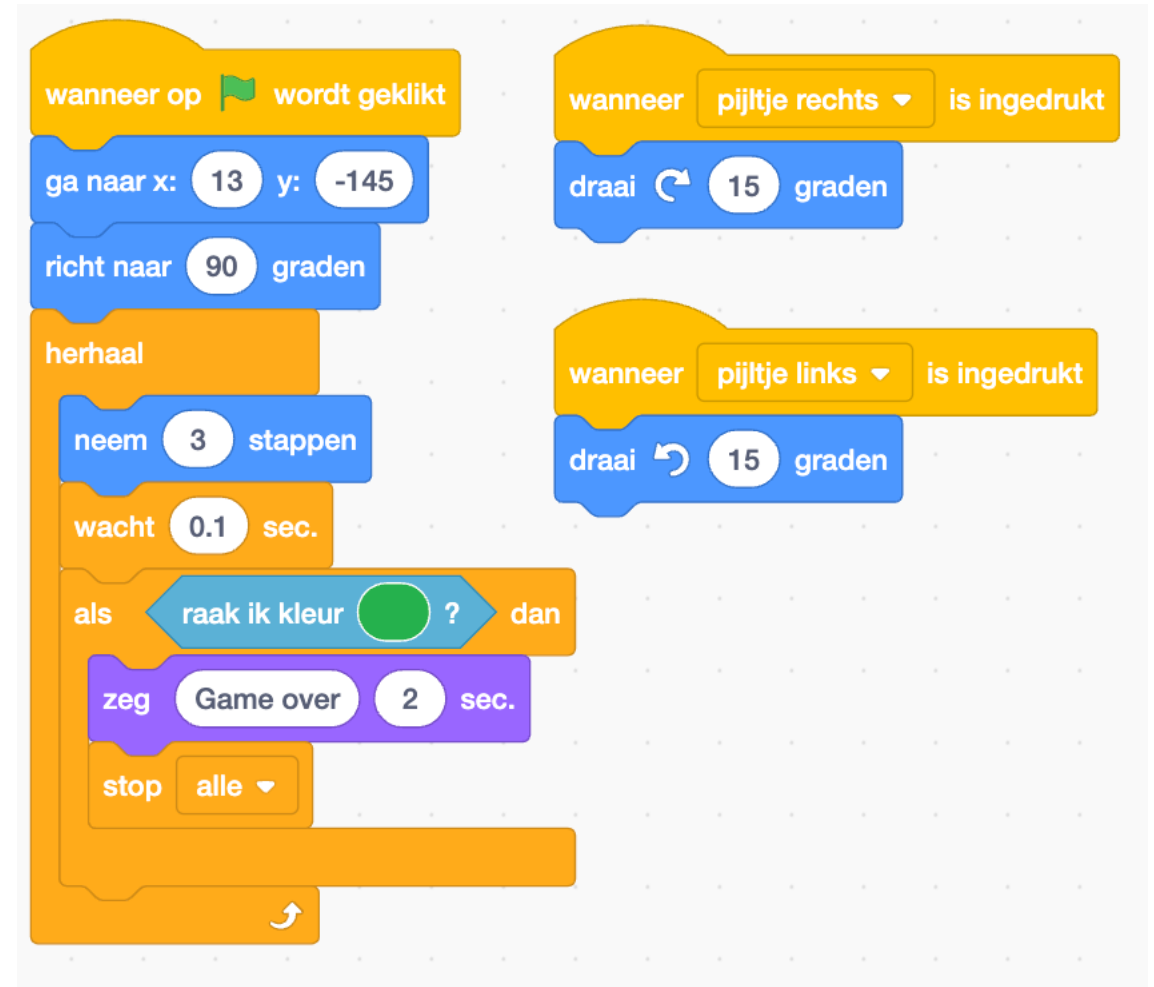 wanneer op wordt geklikt
ga naar x: 13 y: -145
richt naar 90 graden
herhaal
neem 3 stappen
wacht 0.1 sec.
als raak ik kleur ? dan
zeg Game over 2 sec.
stop alle
wanneer pijltje rechts is ingedrukt
draai 15 graden
wanneer pijltje links is ingedrukt
draai 15 graden